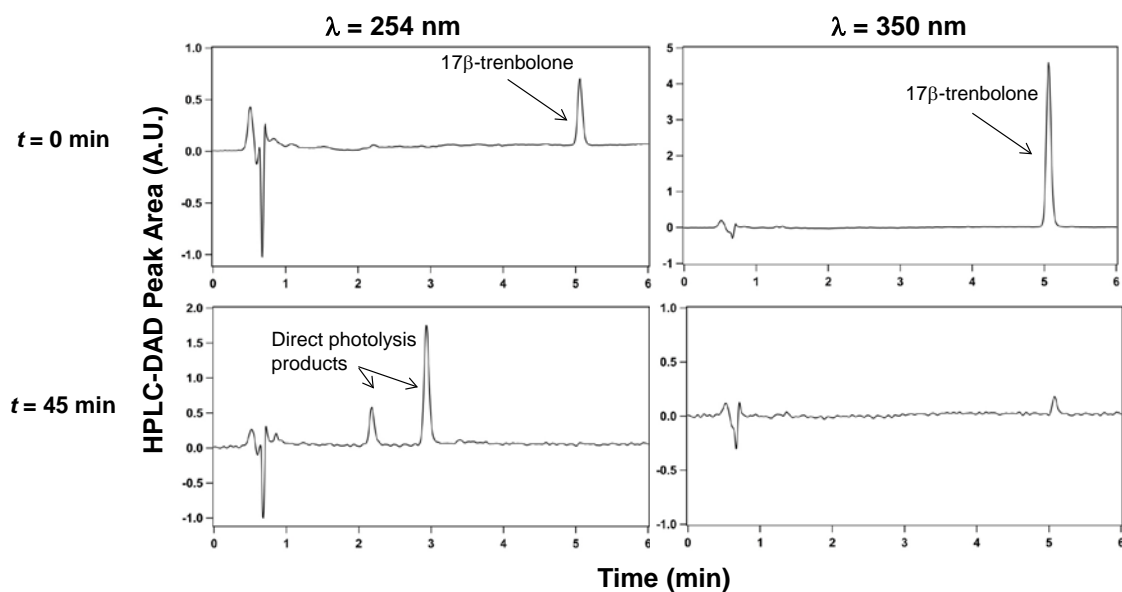 λ = 254 nm
λ = 350 nm
t = 0 min
t = 45 min
HPLC-DAD Peak Area (A.U.)
1.0
0.5
0.0
-0.5
-1.0
0 1 2 3 4 5 6
17β-trenbolone
5
4
3
2
1
0
-1
0 1 2 3 4 5 6
17β-trenbolone
2.0
1.5
1.0
0.5
0.0
-0.5
-1.0
0 1 2 3 4 5 6
Direct photolysis
products
1.0
0.5
0.0
-0.5
-1.0
0 1 2 3 4 5 6
Time (min)